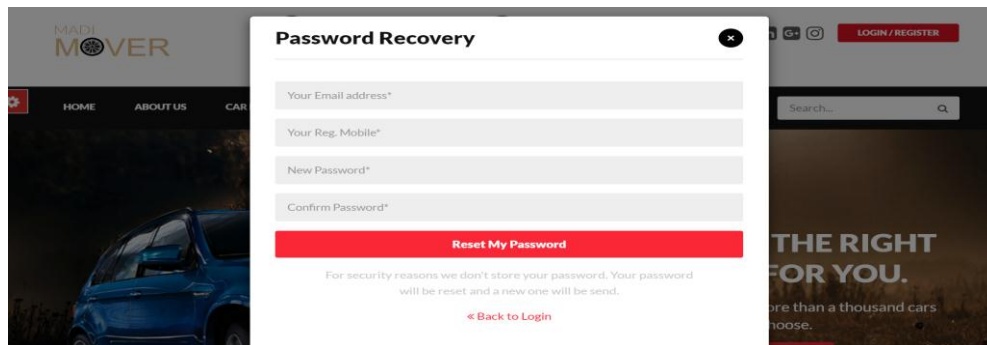 MADI
MOVER
Password Recovery
G+
LOGIN / REGISTER
HOME
ABOUT US
CAR
Search...
Your Email address*
Your Reg. Mobile*
New Password*
Confirm Password*
Reset My Password
For security reasons we don't store your password. Your password
will be reset and a new one will be send.
« Back to Login
THE RIGHT
FOR YOU.
ore than a thousand cars
hoose.